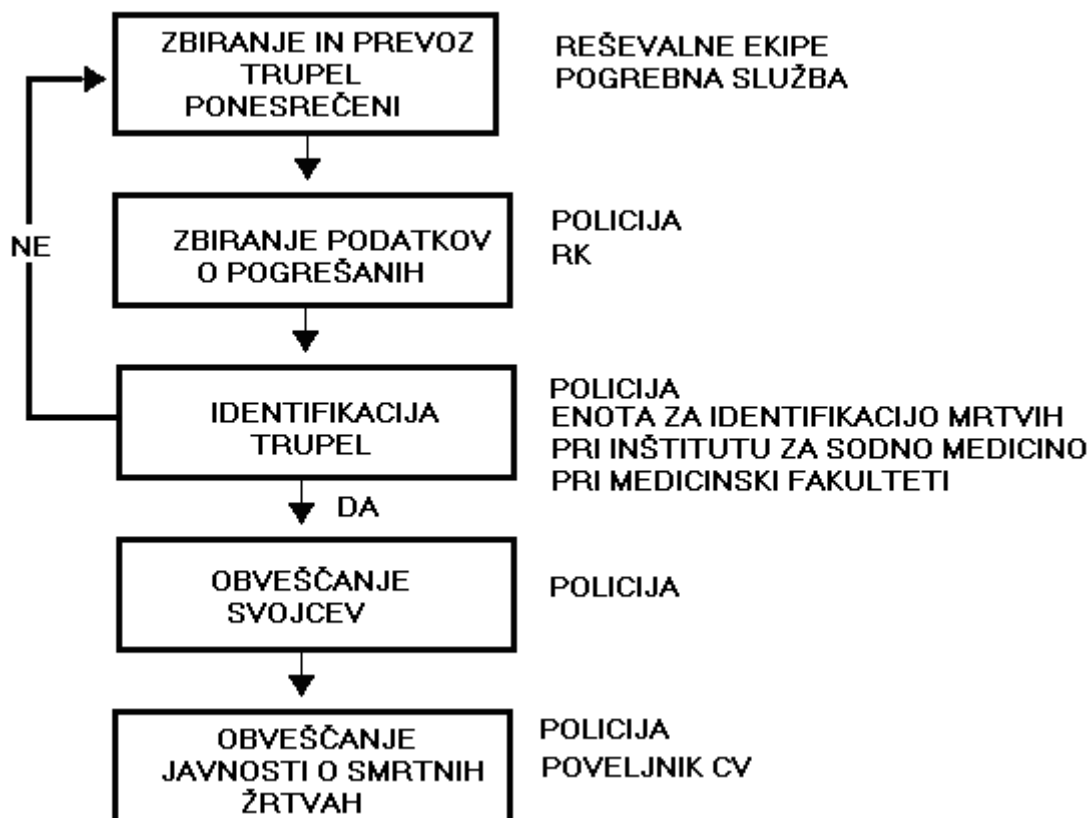 ZBIRANJE IN PREVOZ
TRUPEL
PONESREČENI
REŠEVALNE EKIPE
POGREBNA SLUŽBA
NE
ZBIRANJE PODATKOV
O POGREŠANIH
POLICIJA
RK
IDENTIFIKACIJA
TRUPEL
POLICIJA
ENOTA ZA IDENTIFIKACIJO MRTVIH
PRI INŠTITUTU ZA SODNO MEDICINO
PRI MEDICINSKI FAKULTETI
DA
OBVEŠČANJE
SVOJCEV
POLICIJA
OBVEŠČANJE
JAVNOSTI O SMRTNIH
ŽRTVAH
POLICIJA
POVELJNIK CV